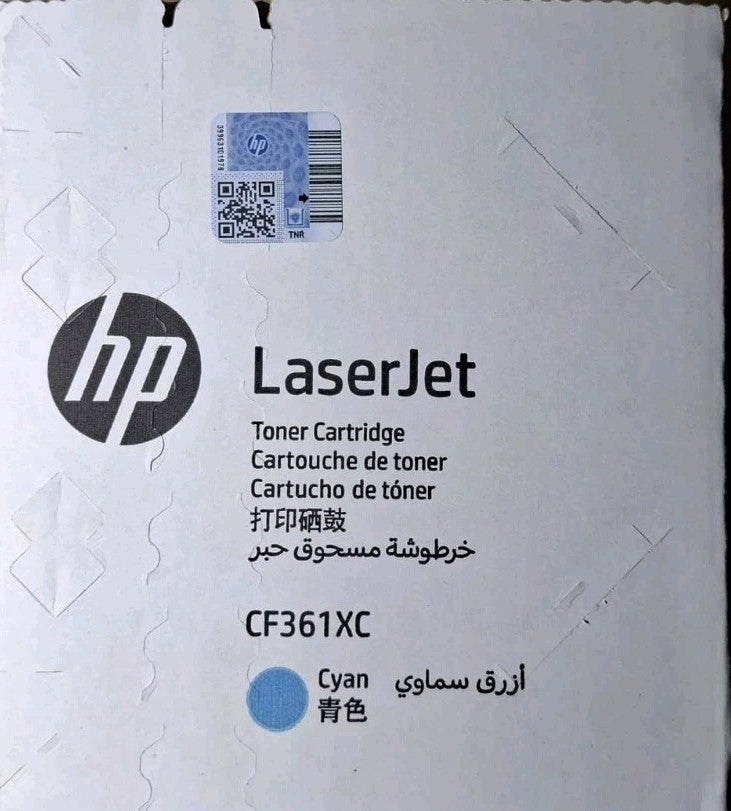 3996310197８
hp
TNR
hp
LaserJet
Toner Cartridge
Cartouche de toner
Cartucho de tóner
打印硒鼓
خرطوشة مسحوق حبر
CF361XC
Cyan أزرق سماوي
青色